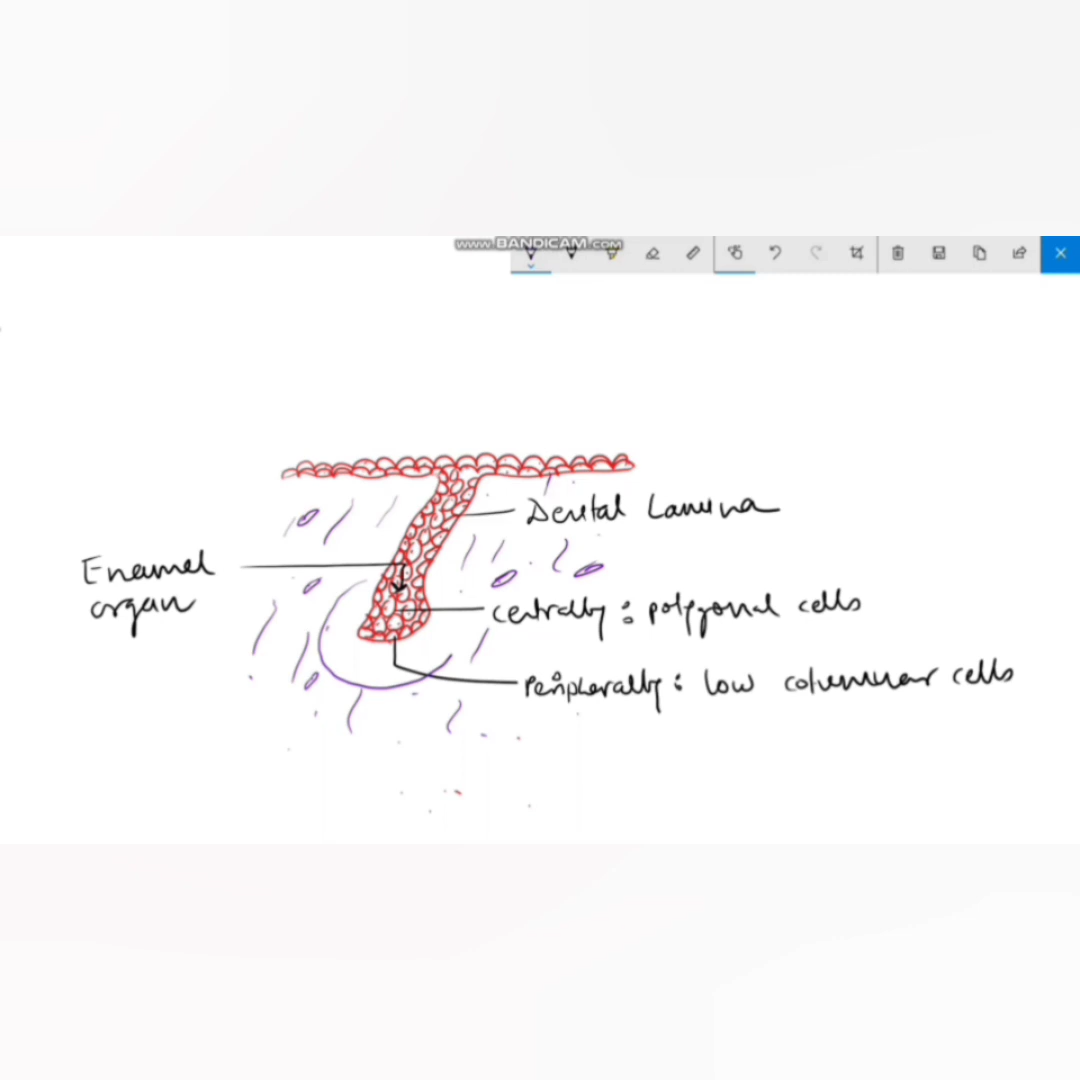 www.BANDICAM.com
Dental Lamina
Enamel
organ
centrally : polygonal cells
Peripherally : low columnar cells